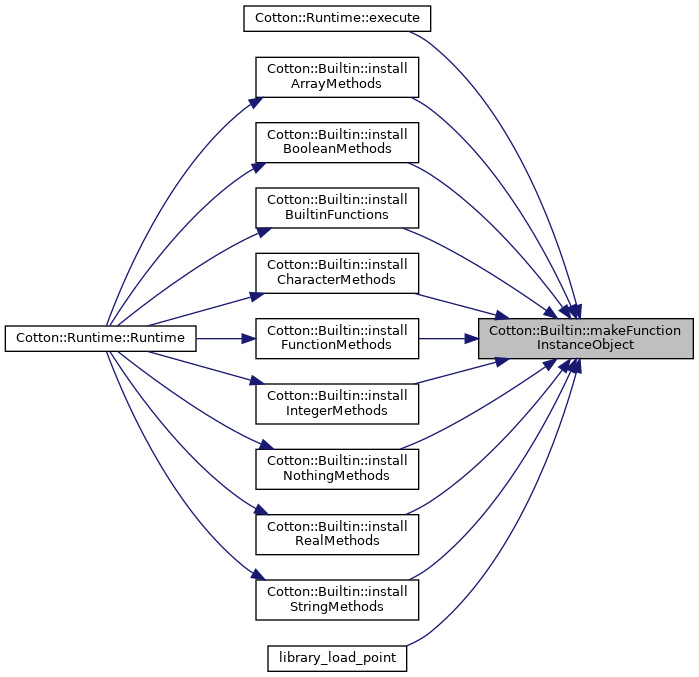 Cotton::Runtime::execute
Cotton::Builtin::install
ArrayMethods
Cotton::Builtin::install
BooleanMethods
Cotton::Builtin::install
BuiltinFunctions
Cotton::Builtin::install
CharacterMethods
Cotton::Runtime::Runtime
Cotton::Builtin::install
FunctionMethods
Cotton::Builtin::makeFunction
InstanceObject
Cotton::Builtin::install
IntegerMethods
Cotton::Builtin::install
NothingMethods
Cotton::Builtin::install
RealMethods
Cotton::Builtin::install
StringMethods
library_load_point